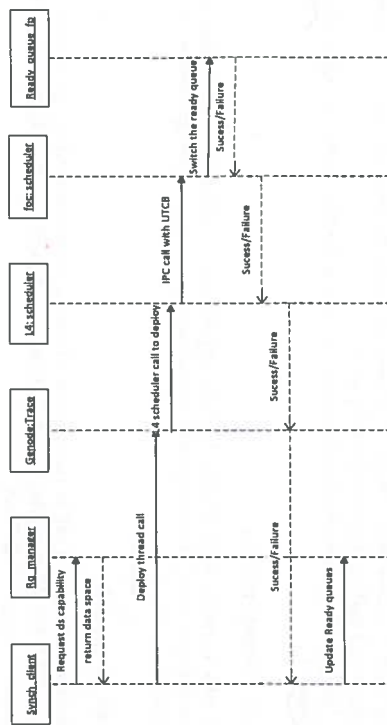 Synch_client
Rq_manager
Genode:Trace
L4::scheduler
foc::scheduler
Ready_queue_fp
Request ds capability
return data space
Deploy thread call
L4 scheduler call to deploy
IPC call with UTCB
Switch the ready queue
Sucess/Failure
Sucess/Failure
Sucess/Failure
Sucess/Failure
Update Ready queues